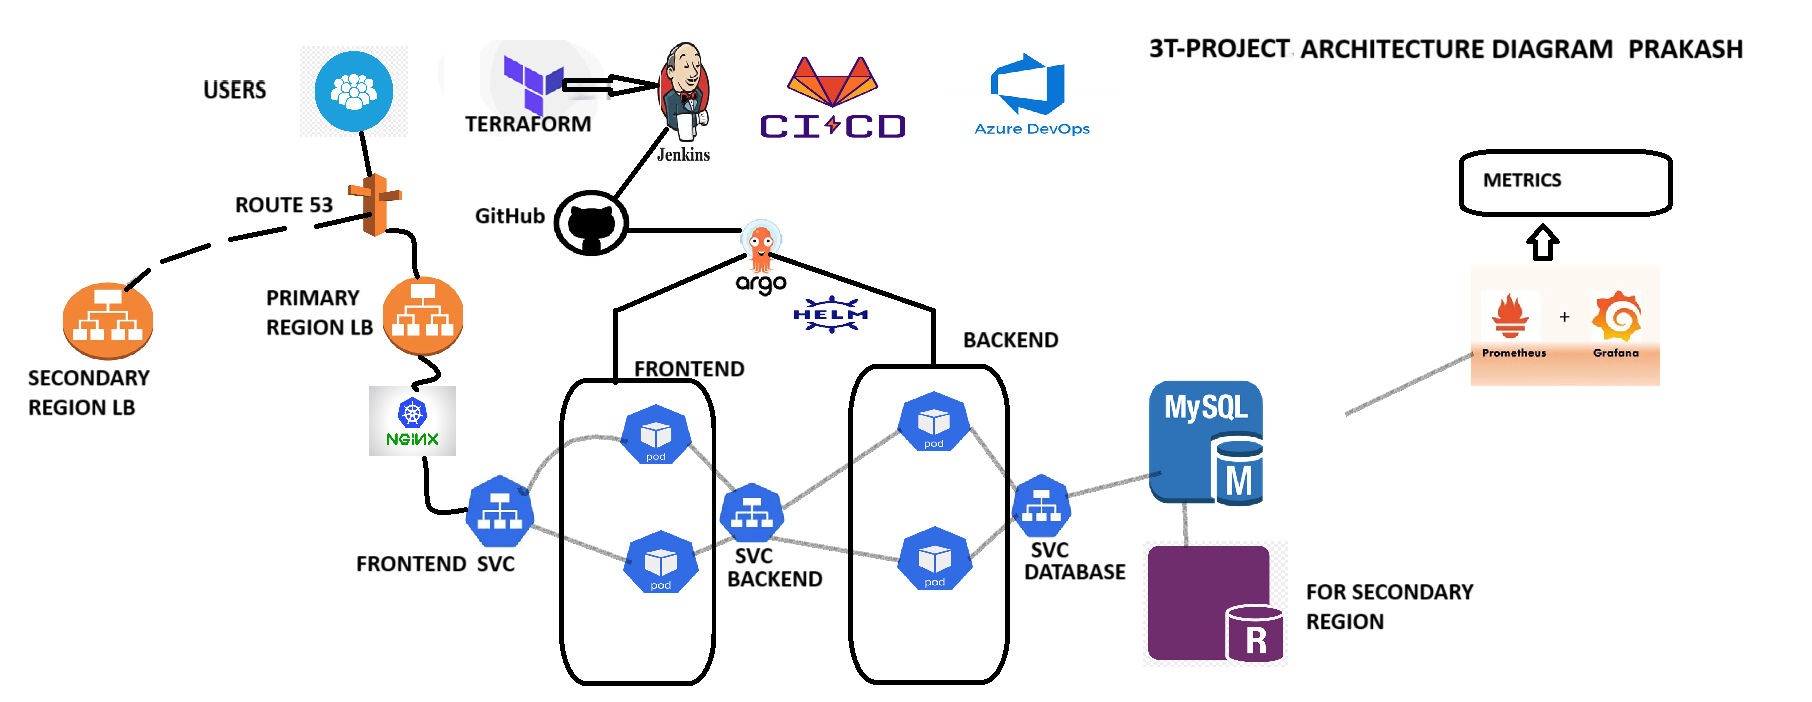 3T-PROJECT ARCHITECTURE DIAGRAM PRAKASH
USERS
TERRAFORM
Jenkins
CI CD
Azure DevOps
METRICS
ROUTE 53
GitHub
argo
HELM
PRIMARY
REGION LB
SECONDARY
REGION LB
NGINX
FRONTEND
BACKEND
Prometheus
+
Grafana
pod
pod
pod
pod
MySQL
M
FRONTEND SVC
SVC
BACKEND
SVC
DATABASE
R
FOR SECONDARY
REGION